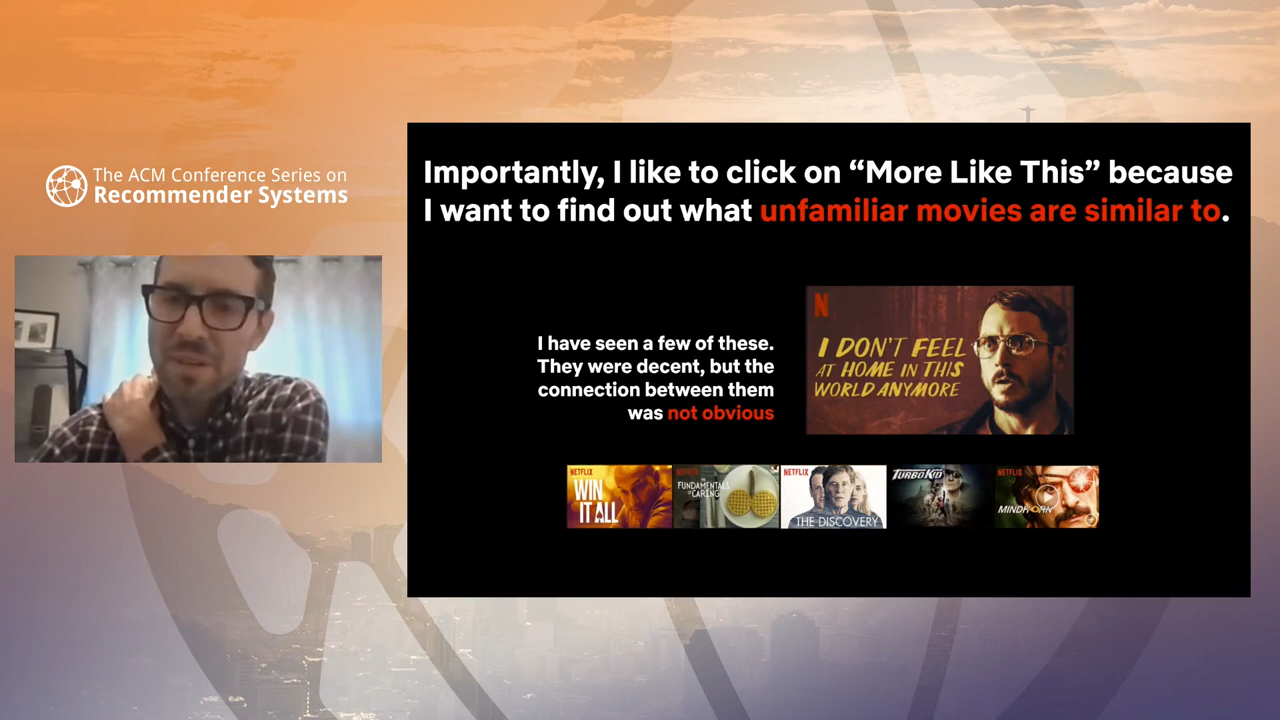 The ACM Conference Series on
Recommender Systems
Importantly, I like to click on “More Like This” because
I want to find out what unfamiliar movies are similar to.
I have seen a few of these.
They were decent, but the
connection between them
was not obvious
N
I DON'T FEEL
AT HOME IN THIS
WORLD ANYMORE
NETFLIX
WIN
IT ALL
NETFLIX
THE
FUNDAMENTALS
OF CARING
NETFLIX
THE DISCOVERY
TURBO KID
NETFLIX
MINDHORN